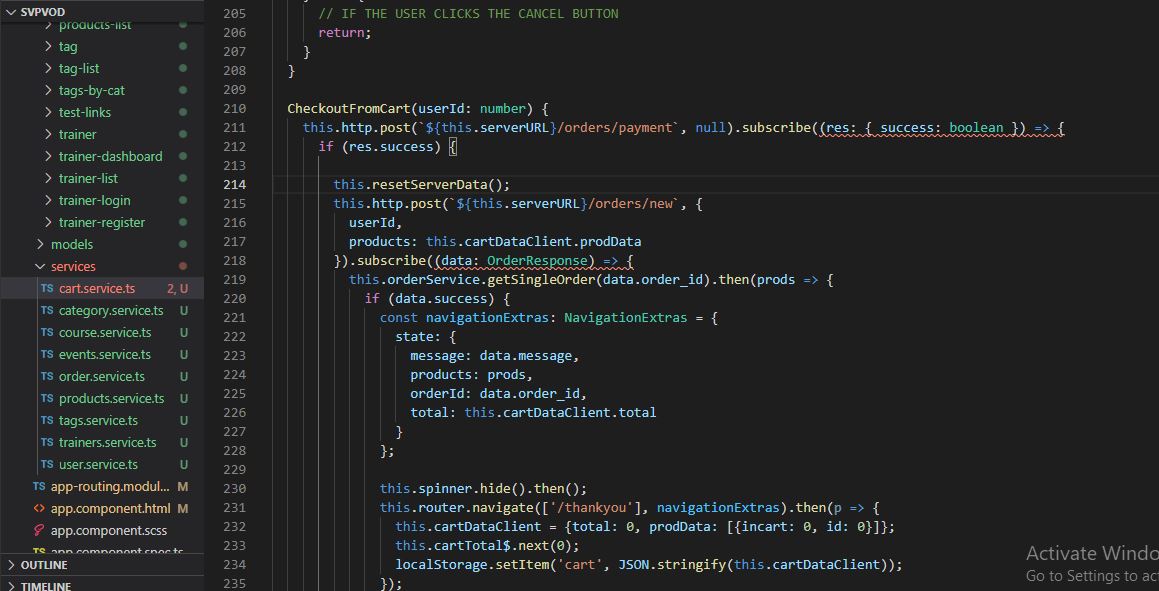 SVPVOD
products-list
tag
tag-list
tags-by-cat
test-links
trainer
trainer-dashboard
trainer-list
trainer-login
trainer-register
models
services
TS cart.service.ts 2, U
TS category.service.ts U
TS course.service.ts U
TS events.service.ts U
TS order.service.ts U
TS products.service.ts U
TS tags.service.ts U
TS trainers.service.ts U
TS user.service.ts U
TS app-routing.modul... M
<> app.component.html M
app.component.scss
TS app.component.spec.ts
OUTLINE
TIMELINE
205 // IF THE USER CLICKS THE CANCEL BUTTON
206 return;
207 }
208 }
209
210 CheckoutFromCart(userId: number) {
211 this.http.post(`${this.serverURL}/orders/payment`, null).subscribe((res: { success: boolean }) => {
212 if (res.success) {
213
214 this.resetServerData();
215 this.http.post(`${this.serverURL}/orders/new`, {
216 userId,
217 products: this.cartDataClient.prodData
218 }).subscribe((data: OrderResponse) => {
219 this.orderService.getSingleOrder(data.order_id).then(prods => {
220 if (data.success) {
221 const navigationExtras: NavigationExtras = {
222 state: {
223 message: data.message,
224 products: prods,
225 orderId: data.order_id,
226 total: this.cartDataClient.total
227 }
228 };
229
230 this.spinner.hide().then();
231 this.router.navigate(['/thankyou'], navigationExtras).then(p => {
232 this.cartDataClient = {total: 0, prodData: [{incart: 0, id: 0}]};
233 this.cartTotal$.next(0);
234 localStorage.setItem('cart', JSON.stringify(this.cartDataClient));
235 });
Activate Windo
Go to Settings to act